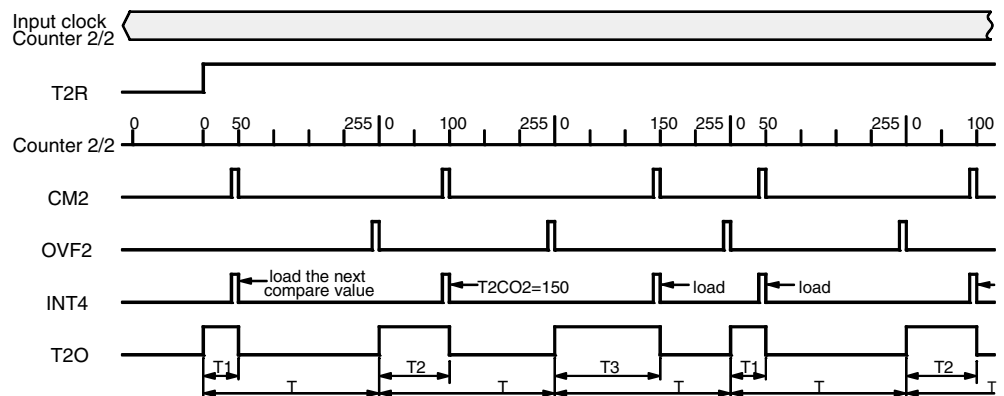 Input clock
Counter 2/2
T2R
0 0 50 255 0 100 255 0 150 255 0 50 255 0 100
Counter 2/2
CM2
OVF2
INT4
load the next
compare value
T2CO2=150
load
load
T2O
T1 T2 T3 T1 T2
T T T T T